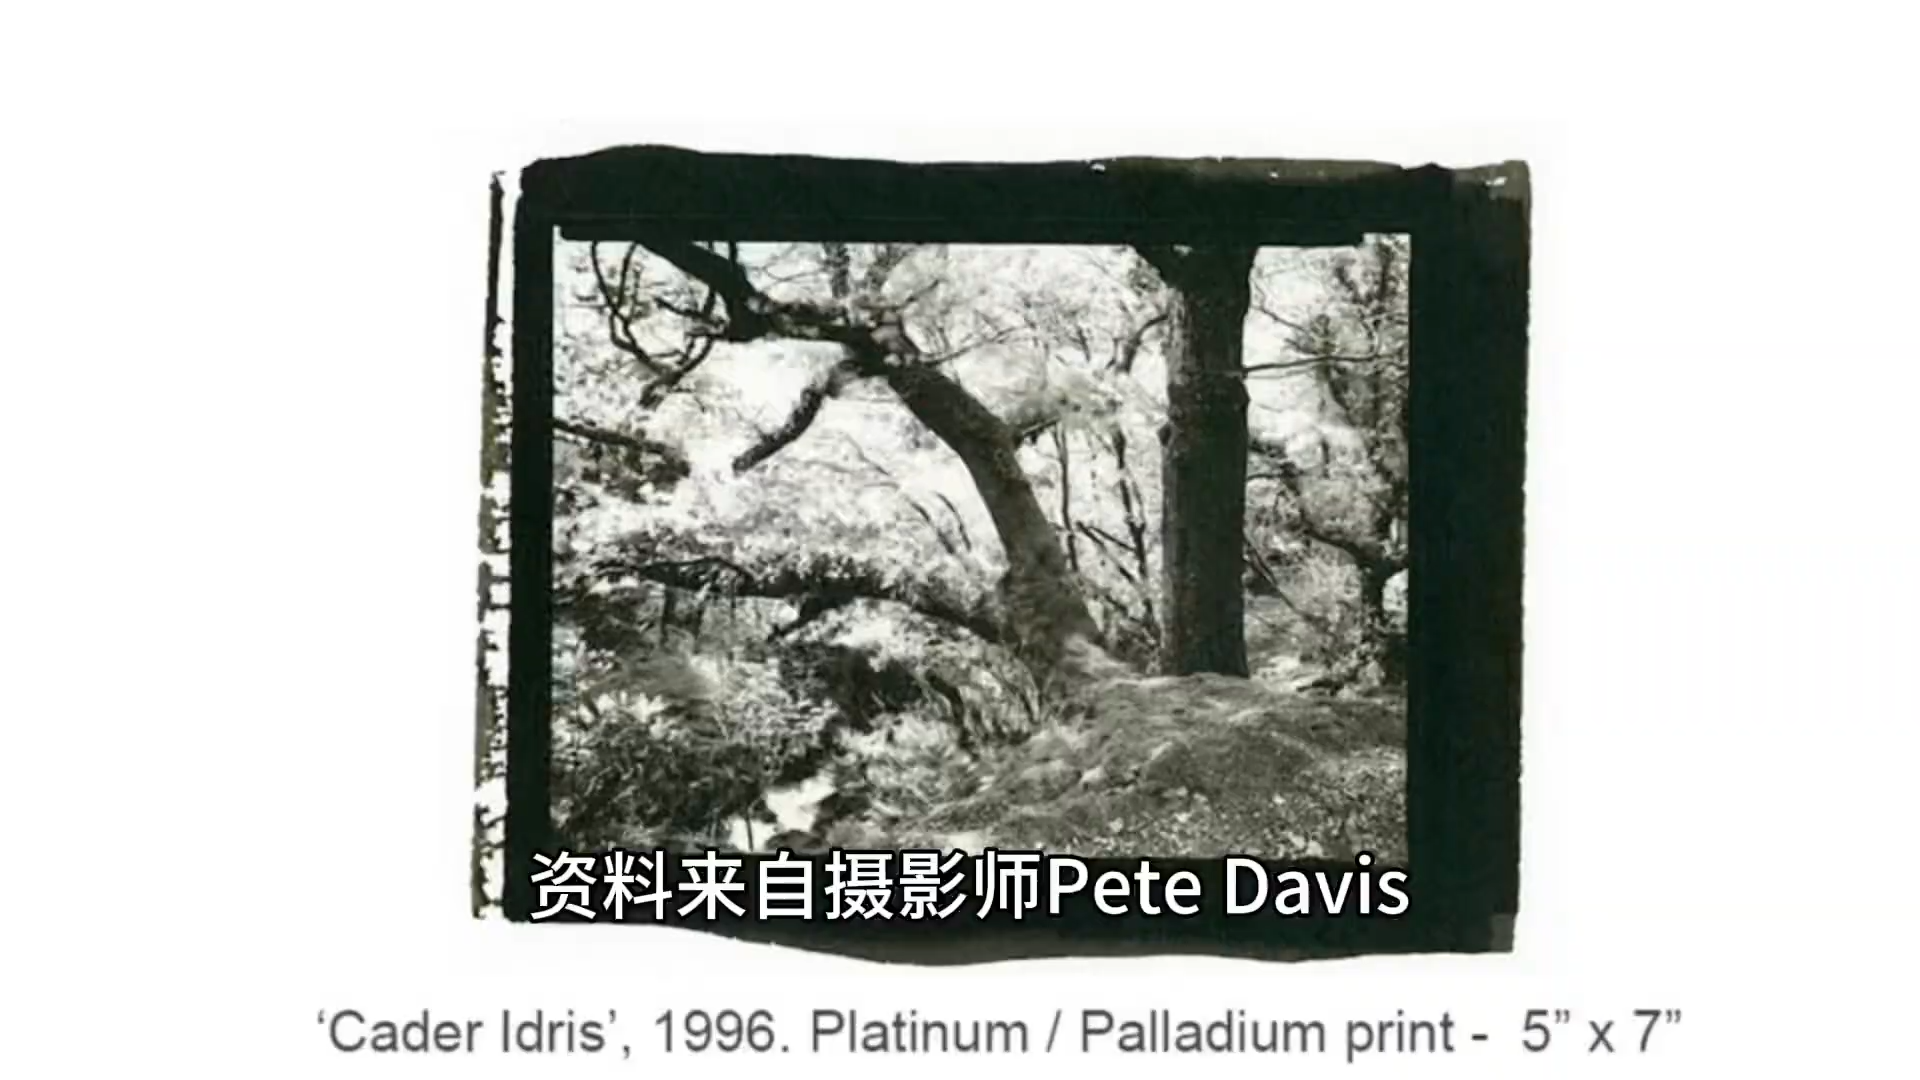 资料来自摄影师Pete Davis
‘Cader Idris’, 1996. Platinum / Palladium print - 5” x 7”